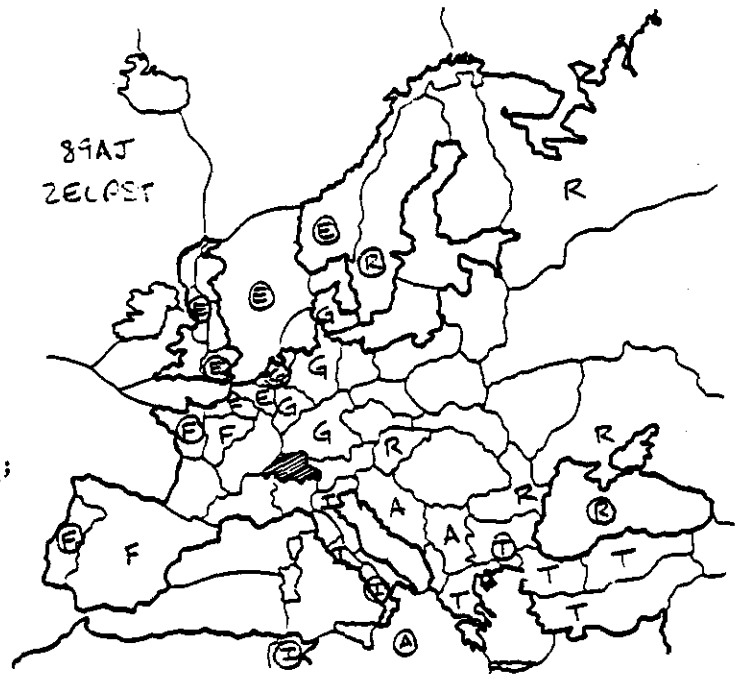 89AJ
ZELPST
R
E
R
E
E G
E G G
E E G
F F G R R
;
I A R R
F F I A T
T T
I T T
I A